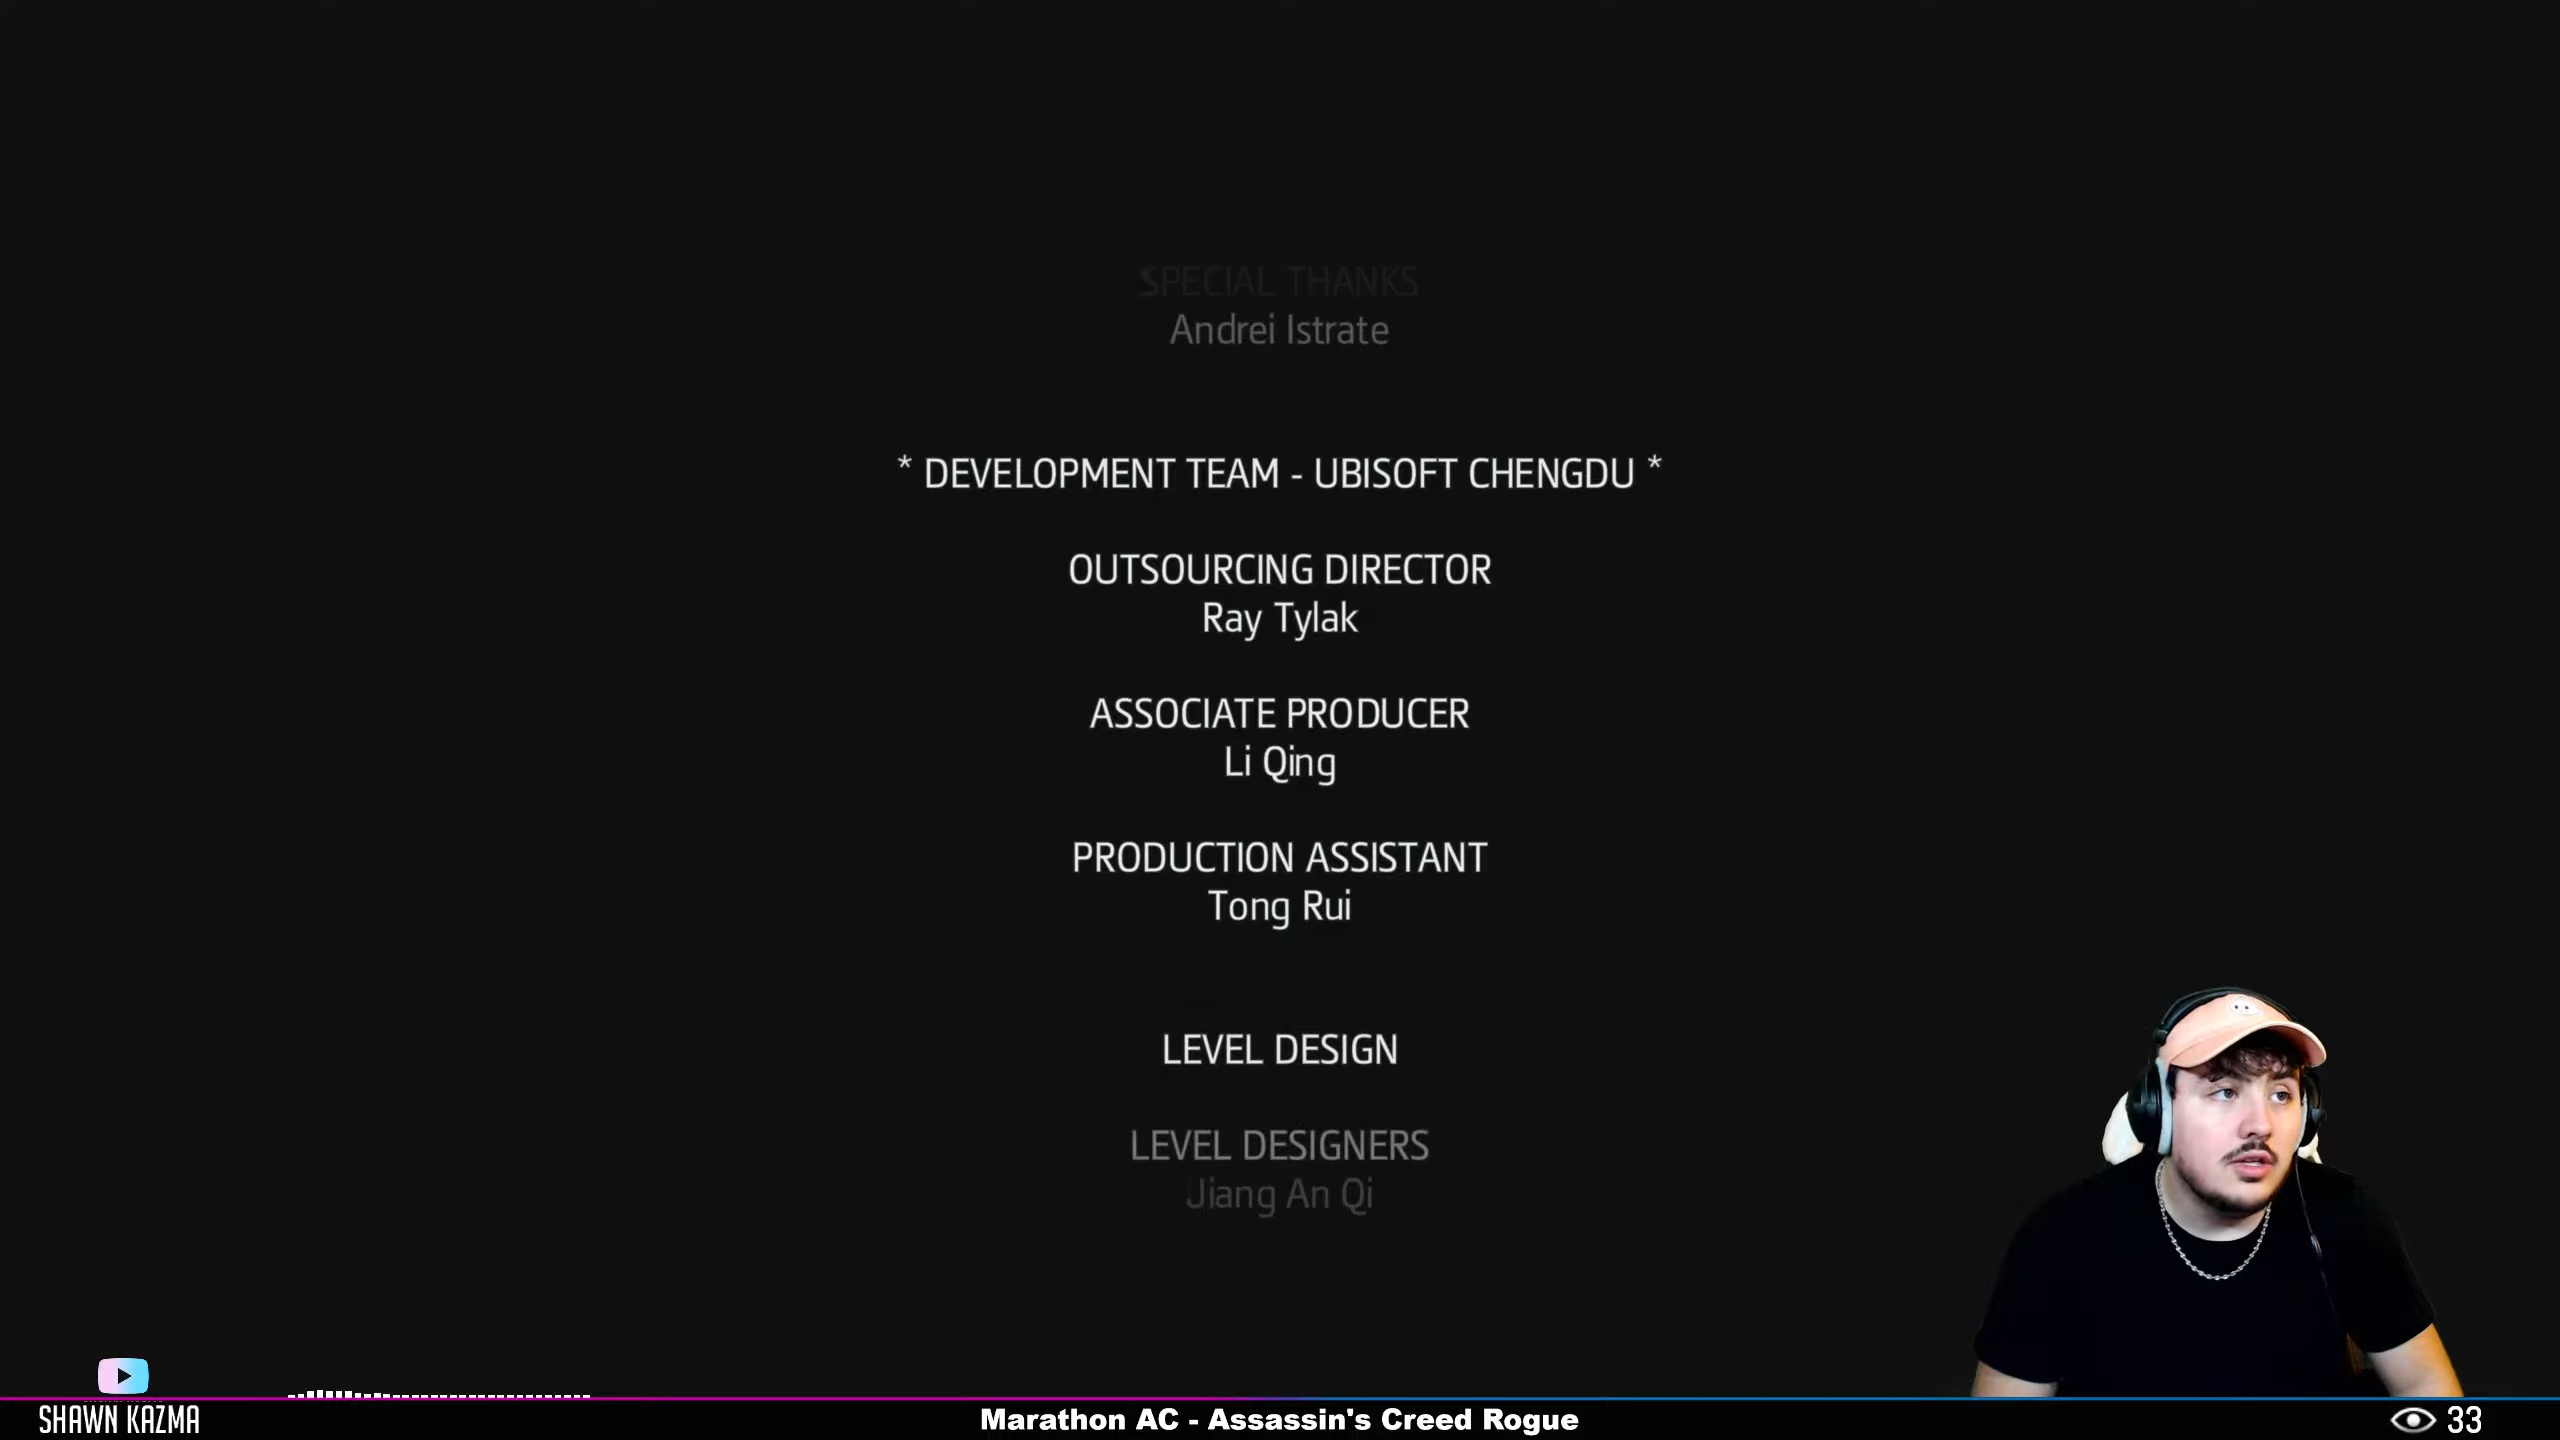 SPECIAL THANKS
Andrei Istrate
* DEVELOPMENT TEAM - UBISOFT CHENGDU *
OUTSOURCING DIRECTOR
Ray Tylak
ASSOCIATE PRODUCER
Li Qing
PRODUCTION ASSISTANT
Tong Rui
LEVEL DESIGN
LEVEL DESIGNERS
Jiang An Qi
SHAWN KAZMA
Marathon AC - Assassin's Creed Rogue
33